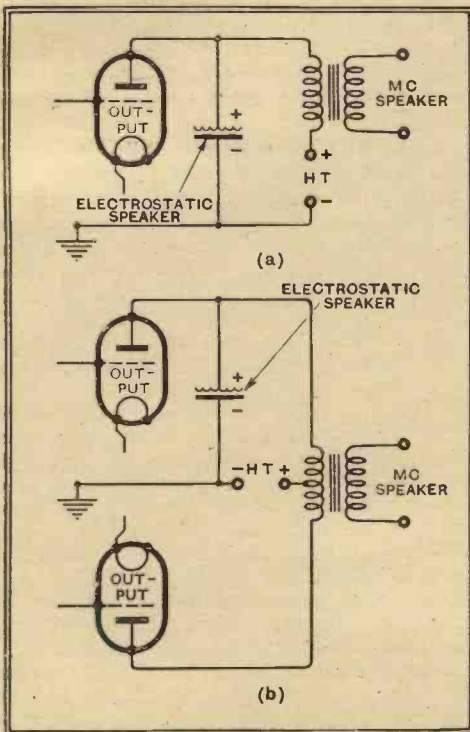 OUT-
PUT
+
-
ELECTROSTATIC
SPEAKER
+
HT
-
MC
SPEAKER
(a)
ELECTROSTATIC
SPEAKER
OUT-
PUT
+
-
-HT+
MC
SPEAKER
OUT-
PUT
(b)